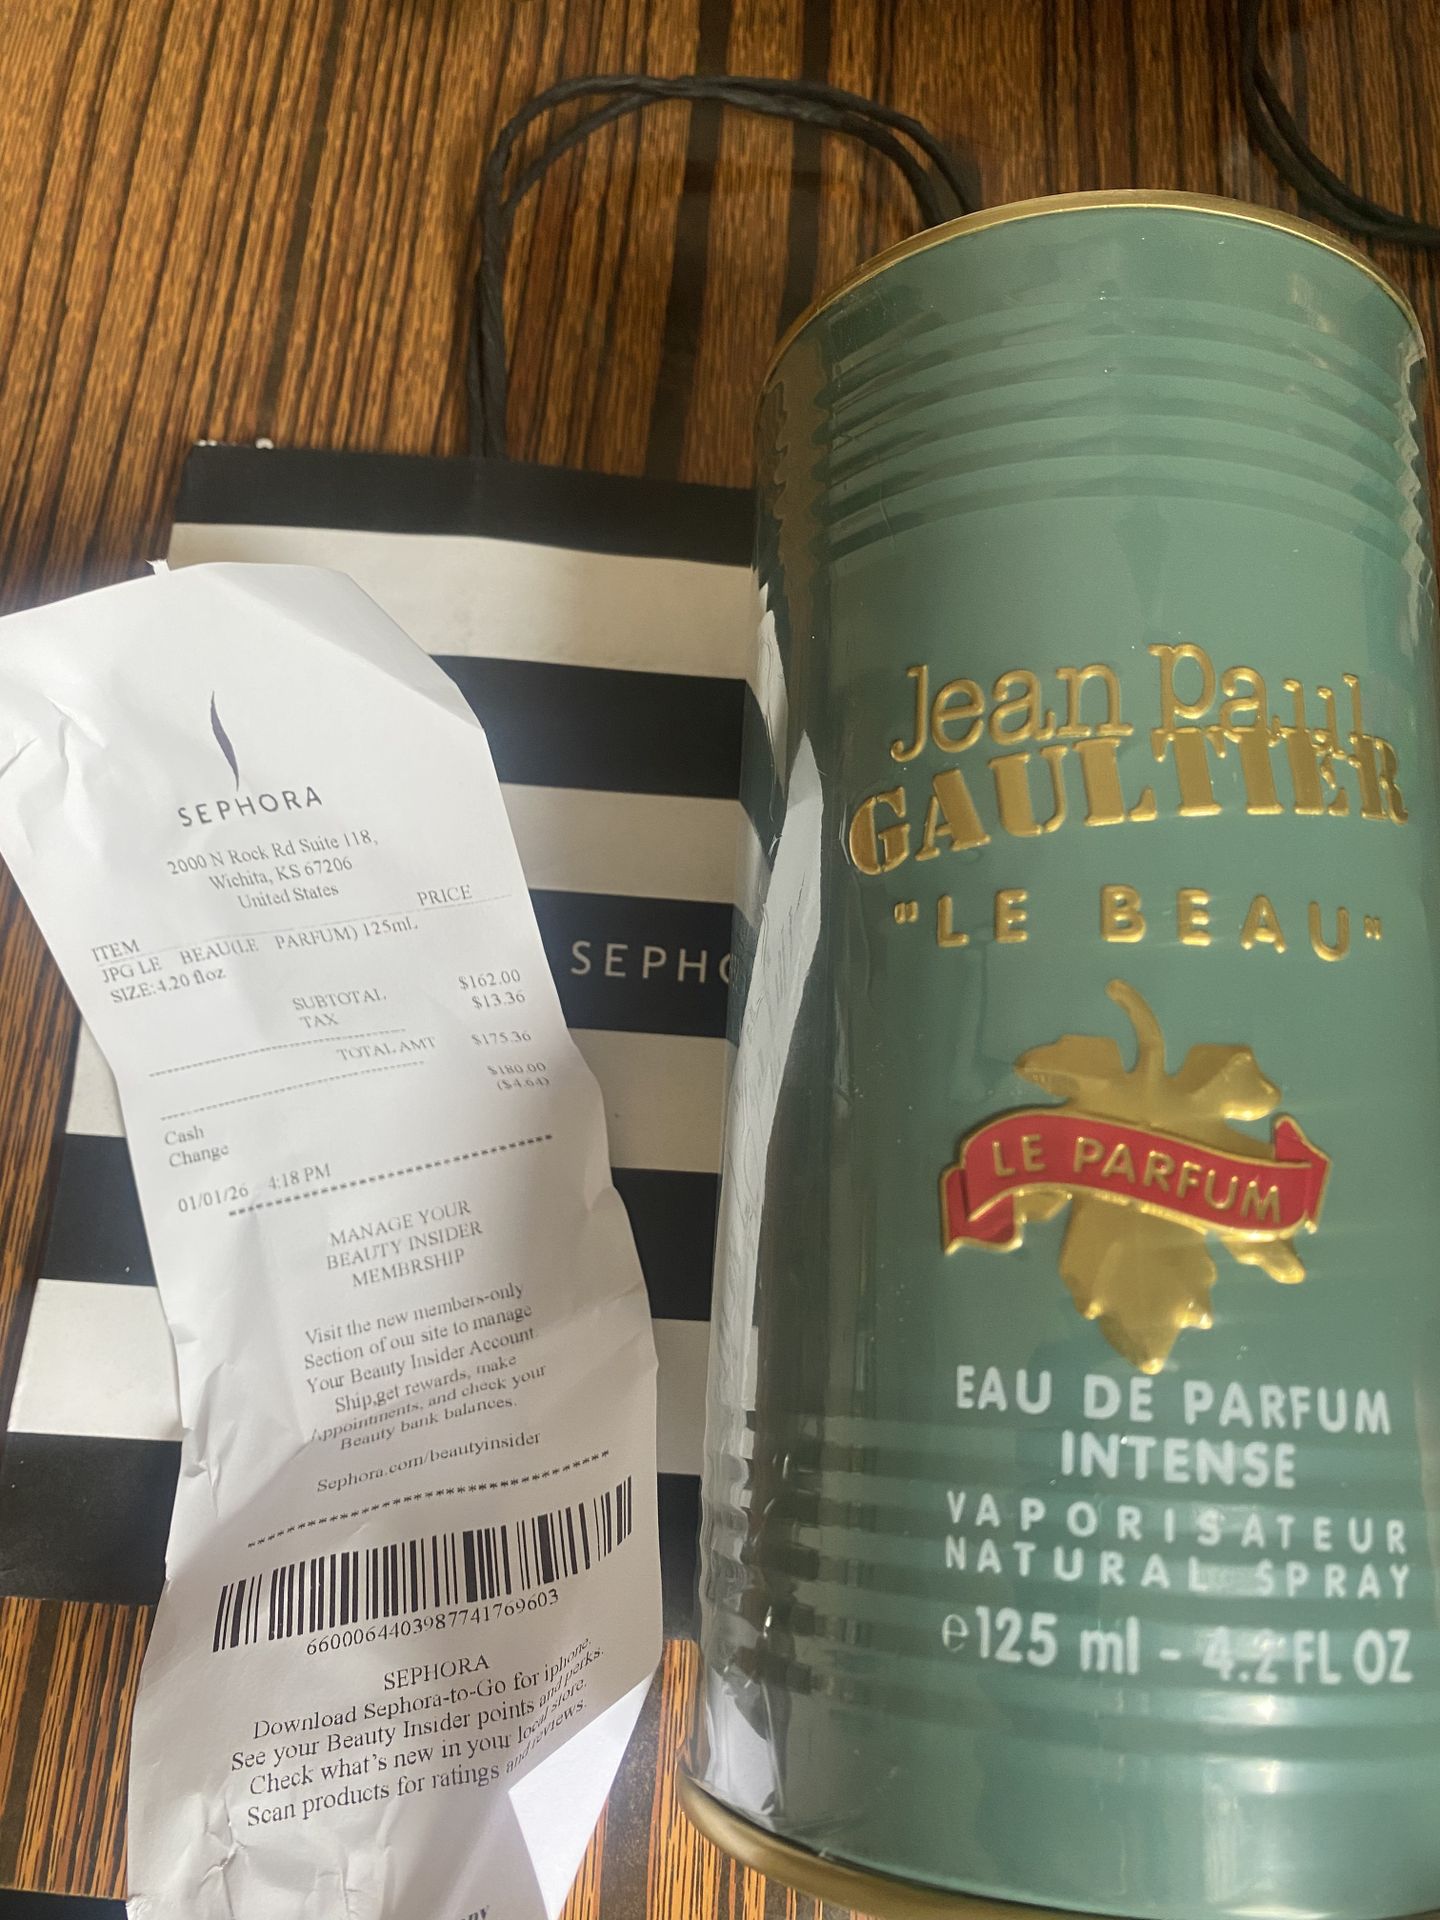 SEPHORA
2000 N Rock Rd Suite 118,
Wichita, KS 67206
United States
ITEM PRICE
JPG LE BEAU(LE PARFUM) 125mL
SIZE:4.20 floz
SUBTOTAL $162.00
TAX $13.36
TOTAL AMT $175.36
Cash $180.00
Change ($4.64)
01/01/26 4:18 PM
MANAGE YOUR
BEAUTY INSIDER
MEMBRSHIP
Visit the new members-only
Section of our site to manage
Your Beauty Insider Account.
Ship,get rewards, make
Appointments, and check your
Beauty bank balances.
Sephora.com/beautyinsider
6600064403987741769603
SEPHORA
Download Sephora-to-Go for iphone.
See your Beauty Insider points and perks.
Check what's new in your local store.
Scan products for ratings and reviews.
SEPHO
Jean Paul
GAULTIER
"LE BEAU"
LE PARFUM
EAU DE PARFUM
INTENSE
VAPORISATEUR
NATURAL SPRAY
e125 ml - 4.2 FL OZ